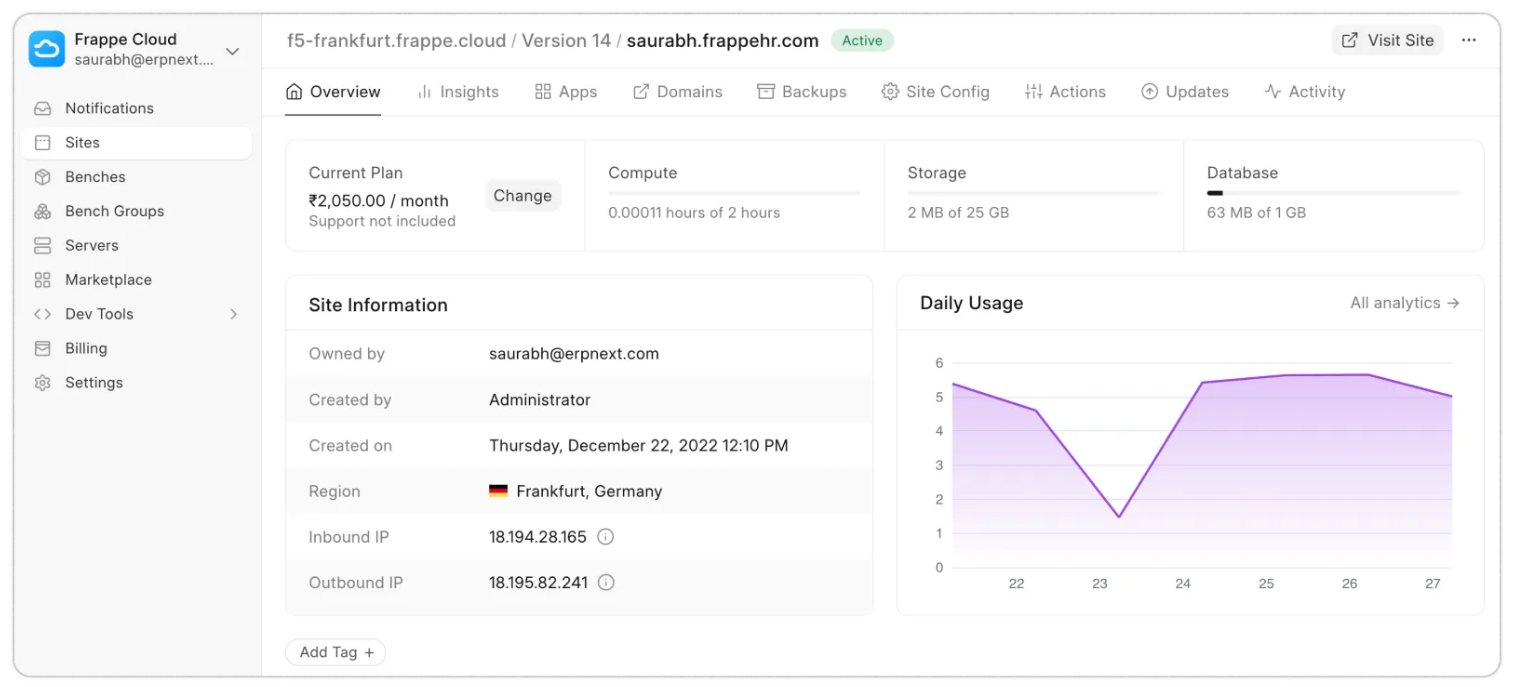 Frappe Cloud
saurabh@erpnext....
Notifications
Sites
Benches
Bench Groups
Servers
Marketplace
Dev Tools
Billing
Settings
f5-frankfurt.frappe.cloud / Version 14 / saurabh.frappehr.com Active
Visit Site ...
Overview Insights Apps Domains Backups Site Config Actions Updates Activity
Current Plan
₹2,050.00 / month
Support not included
Change
Compute
0.00011 hours of 2 hours
Storage
2 MB of 25 GB
Database
63 MB of 1 GB
Site Information
Owned by saurabh@erpnext.com
Created by Administrator
Created on Thursday, December 22, 2022 12:10 PM
Region Frankfurt, Germany
Inbound IP 18.194.28.165
Outbound IP 18.195.82.241
Daily Usage All analytics →
6
5
4
3
2
1
0
22 23 24 25 26 27
Add Tag +